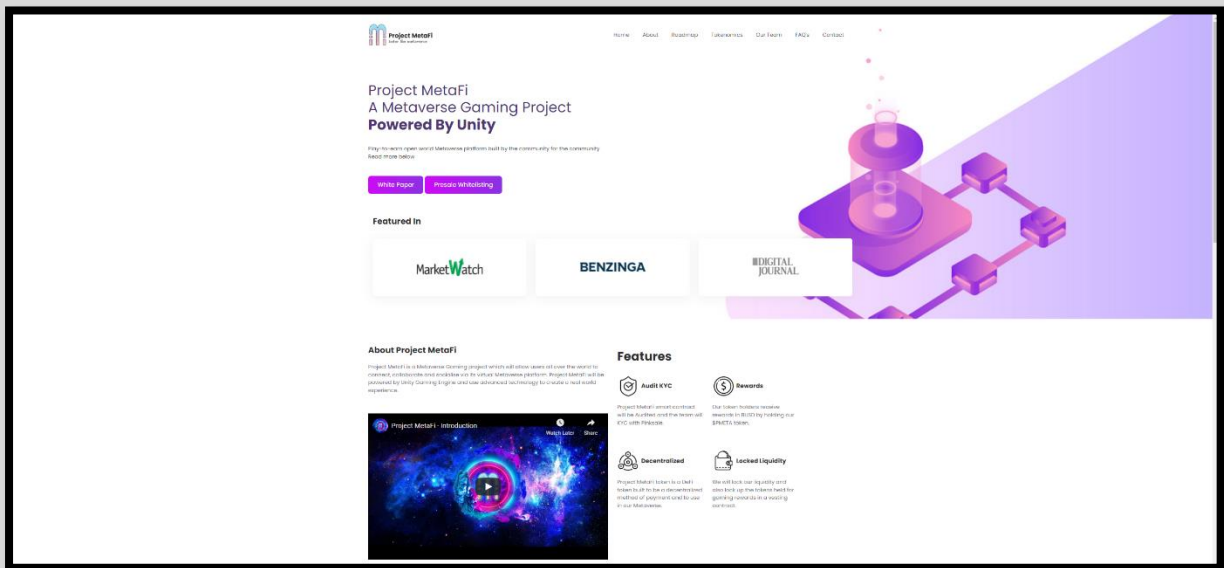 Project MetaFi
Home About Roadmap Tokenomics Our Team FAQ's Contact
Project MetaFi
A Metaverse Gaming Project
Powered By Unity
Play-to-earn open world Metaverse platform built by the community for the community
Read more below
White Paper Presale Whitelisting
Featured In
MarketWatch
BENZINGA
DIGITAL
JOURNAL
About Project MetaFi
Project MetaFi is a Metaverse Gaming project which will allow users all over the world to
connect, collaborate and socialise via its virtual Metaverse platform. Project MetaFi will be
powered by Unity Gaming Engine and use advanced technology to create a real world
experience.
Project MetaFi - Introduction
Watch Later Share
Features
Audit KYC
Project MetaFi smart contract
will be Audited and the team will
KYC with Pinksale.
Rewards
Our token holders receive
rewards in BUSD by holding our
$PMETA token.
Decentralized
Project MetaFi token is a DeFi
token built to be a decentralized
method of payment and to use
in our Metaverse.
Locked Liquidity
We will lock our liquidity and
also lock up the tokens held for
gaming rewards in a vesting
contract.